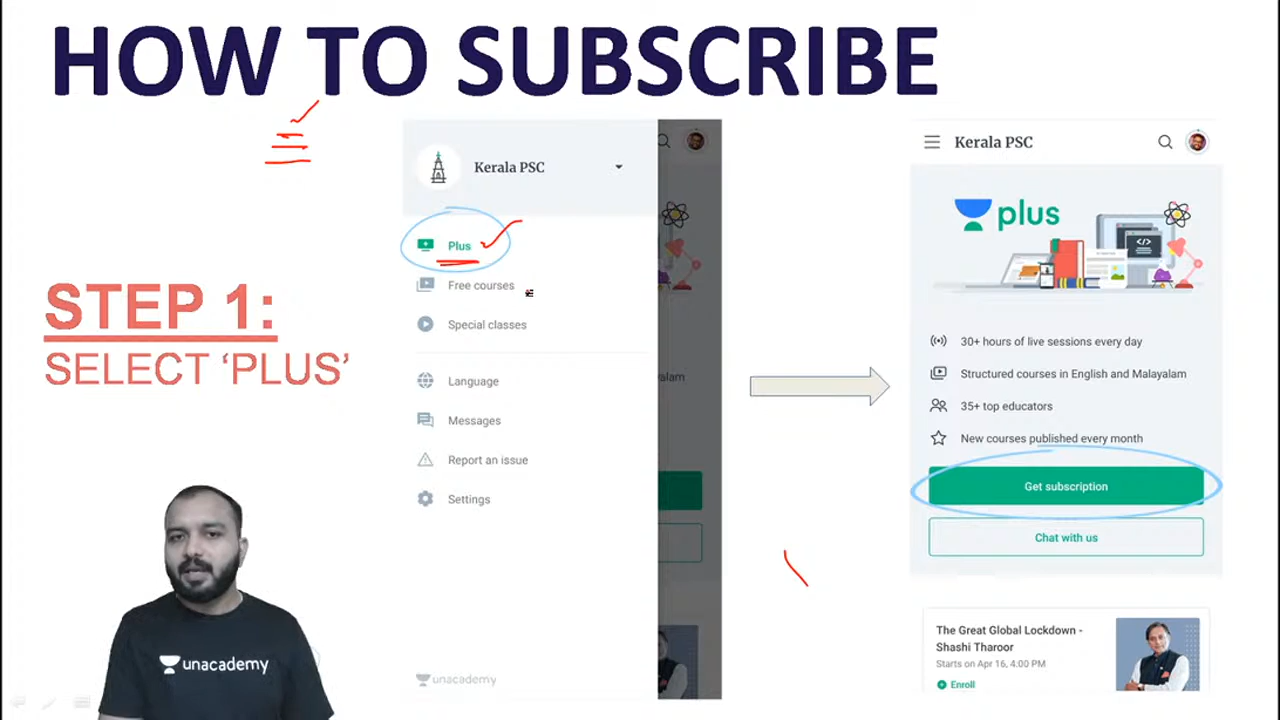 HOW TO SUBSCRIBE
STEP 1:
SELECT ‘PLUS’
Kerala PSC
Plus
Free courses
Special classes
Language
Messages
Report an issue
Settings
unacademy
alam
Kerala PSC
plus
30+ hours of live sessions every day
Structured courses in English and Malayalam
35+ top educators
New courses published every month
Get subscription
Chat with us
The Great Global Lockdown -
Shashi Tharoor
Starts on Apr 16, 4:00 PM
Enroll
unacademy